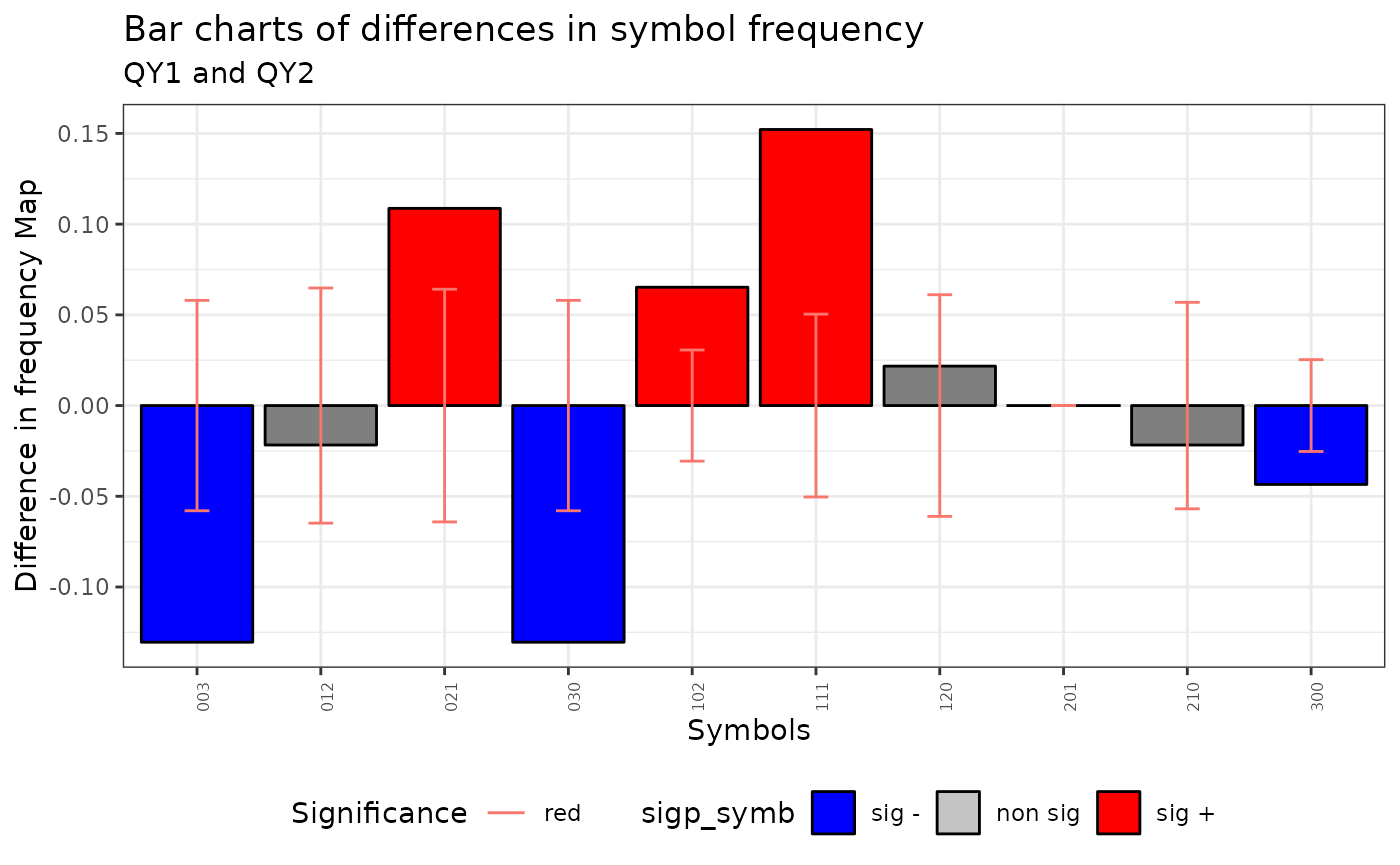 Bar charts of differences in symbol frequency
QY1 and QY2
Difference in frequency Map
0.15
0.10
0.05
0.00
-0.05
-0.10
003 012 021 030 102 111 120 201 210 300
Symbols
Significance red sigp_symb sig - non sig sig +